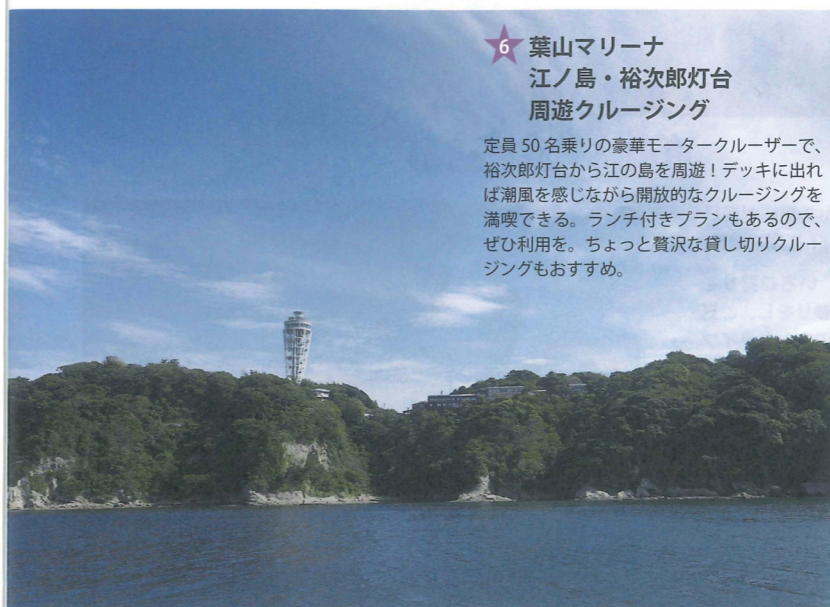 6 葉山マリーナ
江ノ島・裕次郎灯台
周遊クルージング
定員 50 名乗りの豪華モータークルーザーで、
裕次郎灯台から江の島を周遊！デッキに出れ
ば潮風を感じながら開放的なクルージングを
満喫できる。ランチ付きプランもあるので、
ぜひ利用を。ちょっと贅沢な貸し切りクルー
ジングもおすすめ。